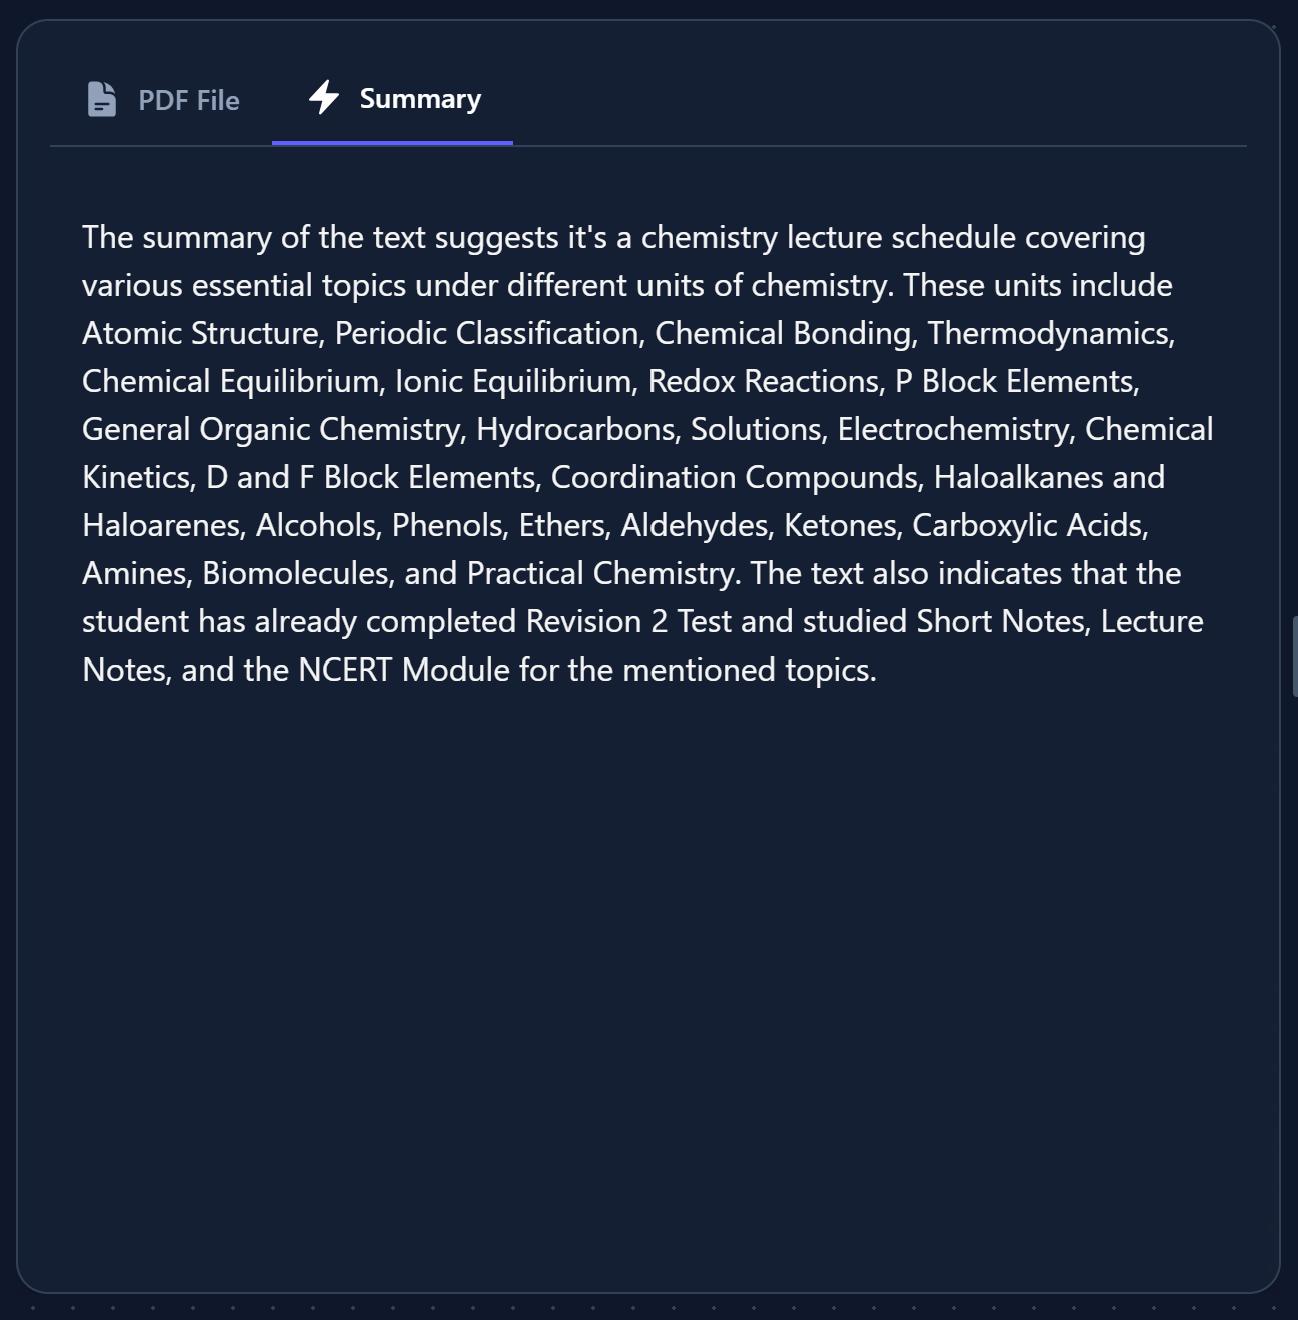 PDF File
Summary
The summary of the text suggests it's a chemistry lecture schedule covering
various essential topics under different units of chemistry. These units include
Atomic Structure, Periodic Classification, Chemical Bonding, Thermodynamics,
Chemical Equilibrium, Ionic Equilibrium, Redox Reactions, P Block Elements,
General Organic Chemistry, Hydrocarbons, Solutions, Electrochemistry, Chemical
Kinetics, D and F Block Elements, Coordination Compounds, Haloalkanes and
Haloarenes, Alcohols, Phenols, Ethers, Aldehydes, Ketones, Carboxylic Acids,
Amines, Biomolecules, and Practical Chemistry. The text also indicates that the
student has already completed Revision 2 Test and studied Short Notes, Lecture
Notes, and the NCERT Module for the mentioned topics.